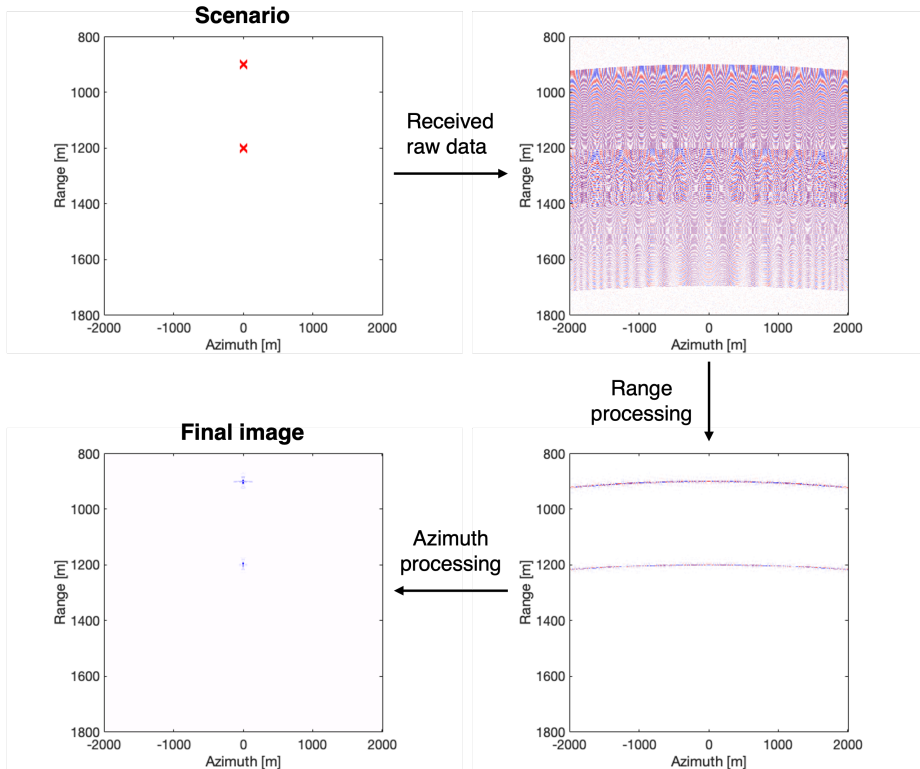 Scenario
800
1000
1200
1400
1600
1800
Range [m]
-2000 -1000 0 1000 2000
Azimuth [m]
Received
raw data
800
1000
1200
1400
1600
1800
Range [m]
-2000 -1000 0 1000 2000
Azimuth [m]
Range
processing
Final image
800
1000
1200
1400
1600
1800
Range [m]
-2000 -1000 0 1000 2000
Azimuth [m]
Azimuth
processing
800
1000
1200
1400
1600
1800
Range [m]
-2000 -1000 0 1000 2000
Azimuth [m]